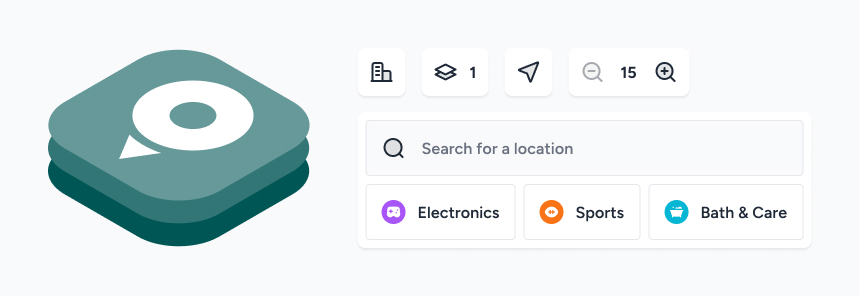 1
15
Search for a location
Electronics
Sports
Bath & Care